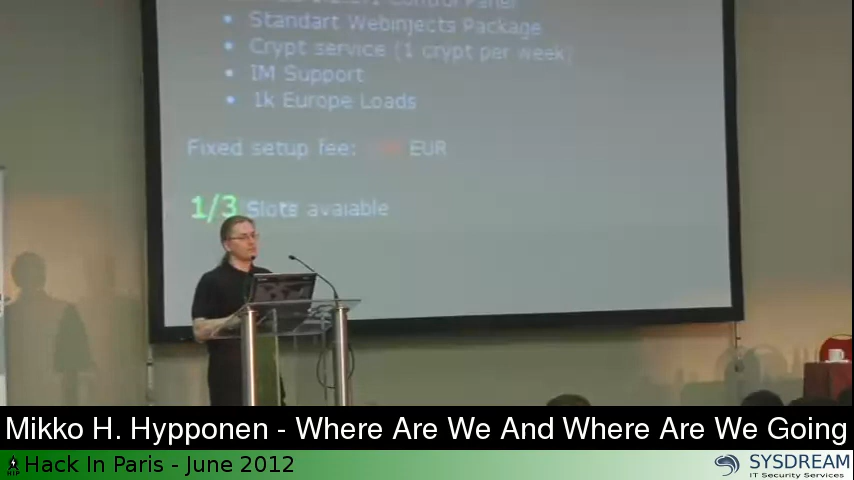 Control Panel
Standart Webinjects Package
Crypt service (1 crypt per week)
IM Support
1k Europe Loads
Fixed setup fee: EUR
1/3 Slots avaiable
Mikko H. Hypponen - Where Are We And Where Are We Going
Hack In Paris - June 2012
SYSDREAM
IT Security Services